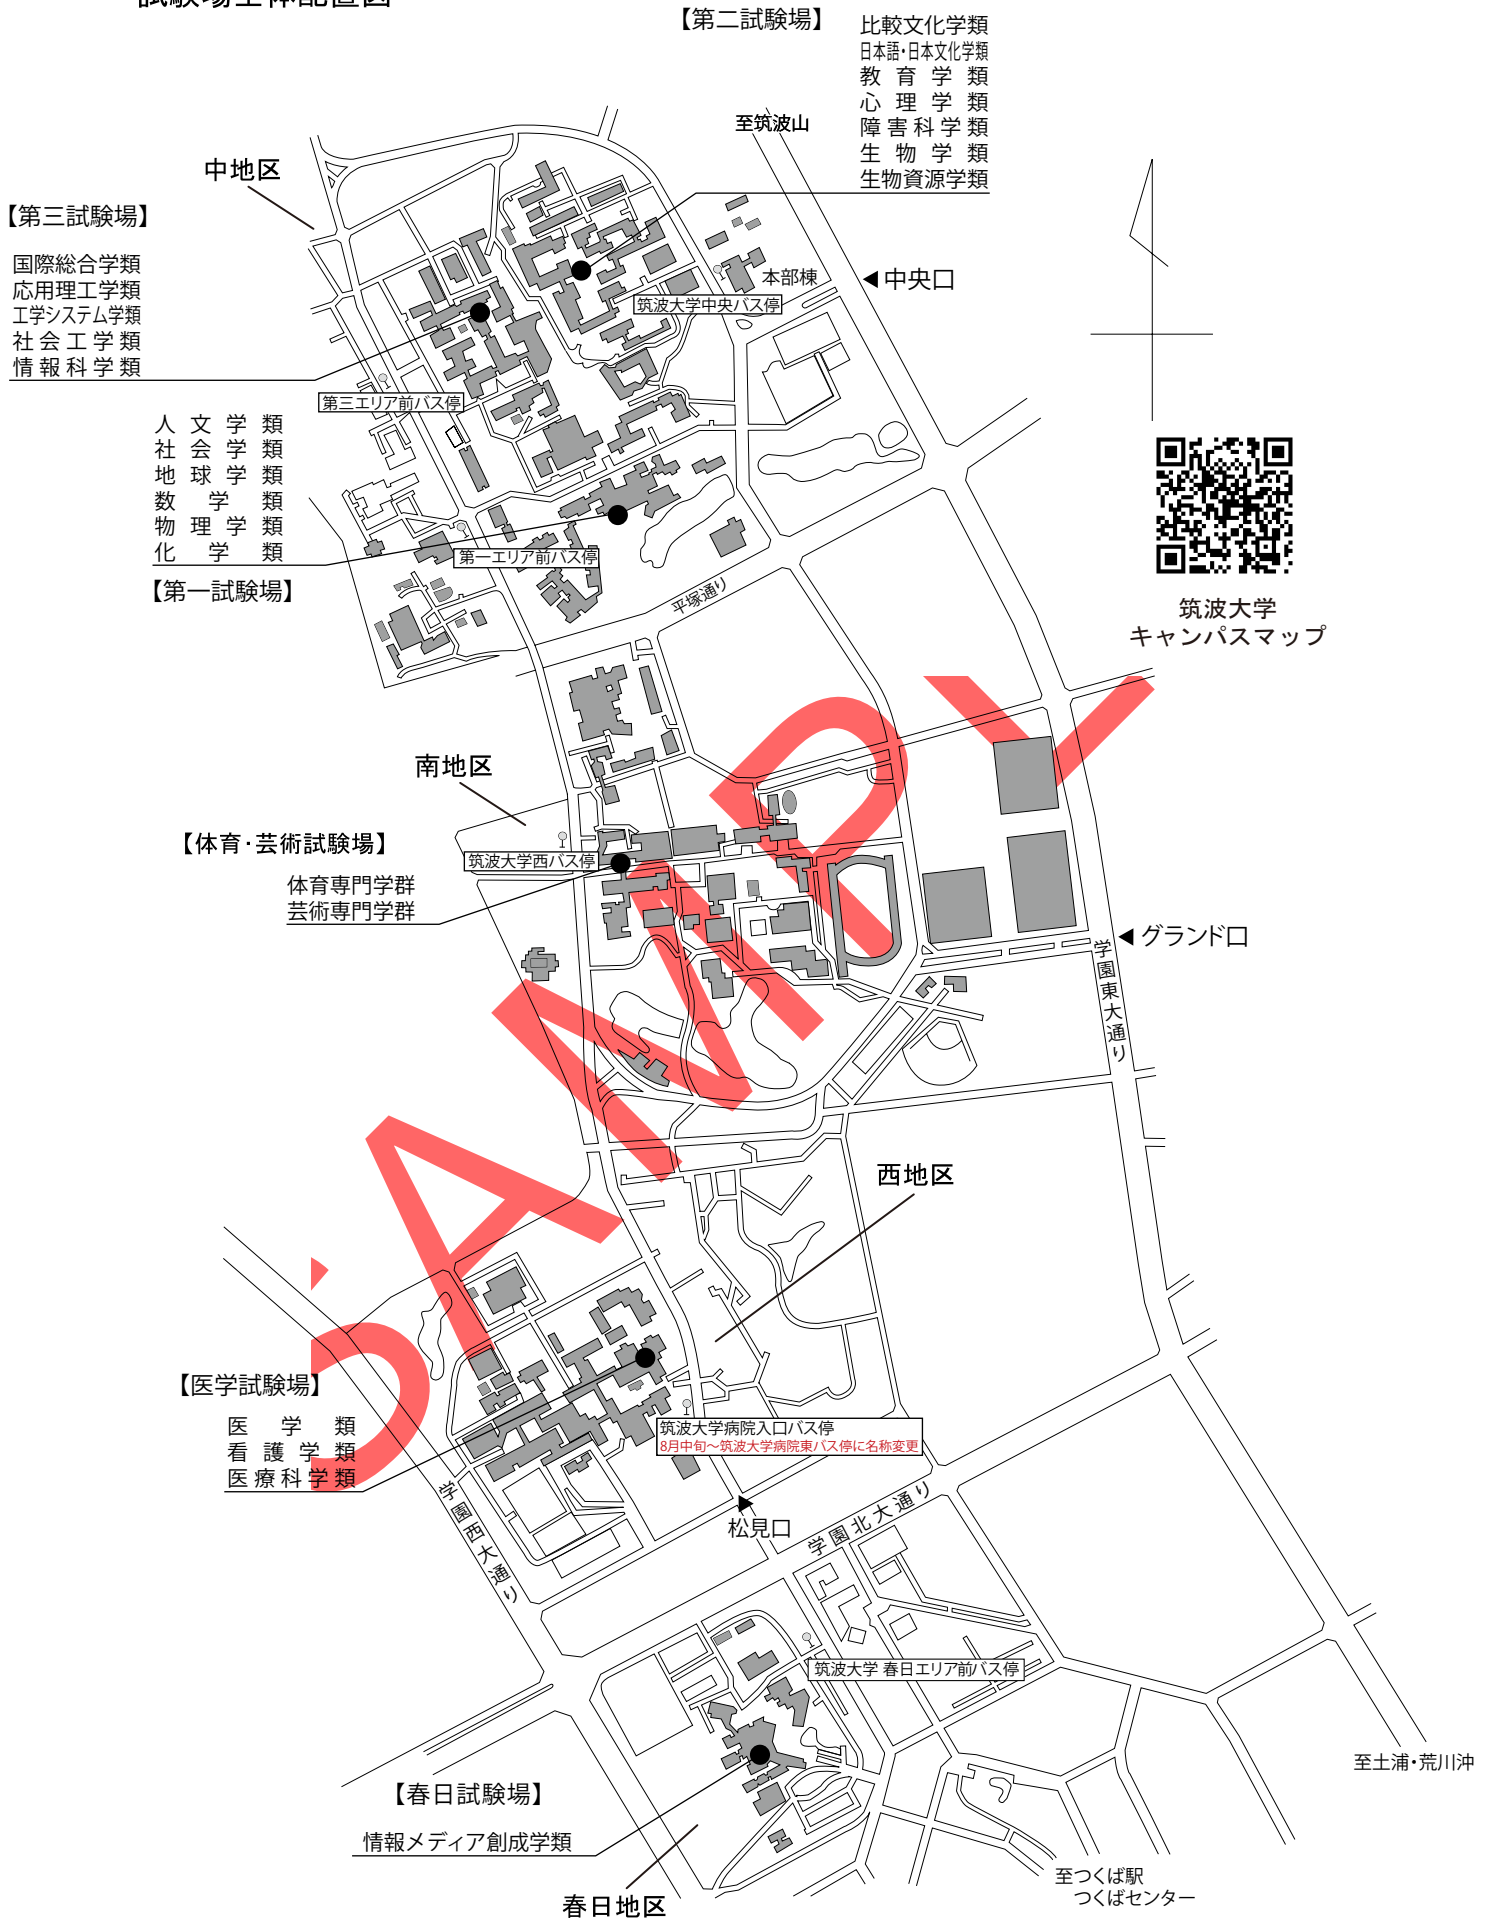 試験場全体配置図
【第二試験場】
比較文化学類
日本語・日本文化学類
教育学類
心理学類
障害科学類
生物学類
生物資源学類
至筑波山
中地区
【第三試験場】
国際総合学類
応用理工学類
工学システム学類
社会工学類
情報科学類
本部棟
中央口
筑波大学中央バス停
第三エリア前バス停
人文学類
社会学類
地球学類
数学類
物理学類
化学類
【第一試験場】
第一エリア前バス停
平塚通り
筑波大学
キャンパスマップ
南地区
【体育・芸術試験場】
体育専門学群
芸術専門学群
筑波大学西バス停
グランド口
学園東大通り
西地区
【医学試験場】
医学類
看護学類
医療科学類
筑波大学病院入口バス停
8月中旬～筑波大学病院東バス停に名称変更
松見口
学園西大通り
学園北大通り
筑波大学 春日エリア前バス停
【春日試験場】
情報メディア創成学類
春日地区
至土浦・荒川沖
至つくば駅
つくばセンター
SAMPL